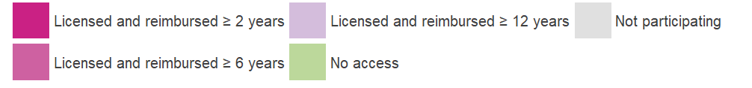 Licensed and reimbursed ≥ 2 years Licensed and reimbursed ≥ 12 years Not participating
Licensed and reimbursed ≥ 6 years No access